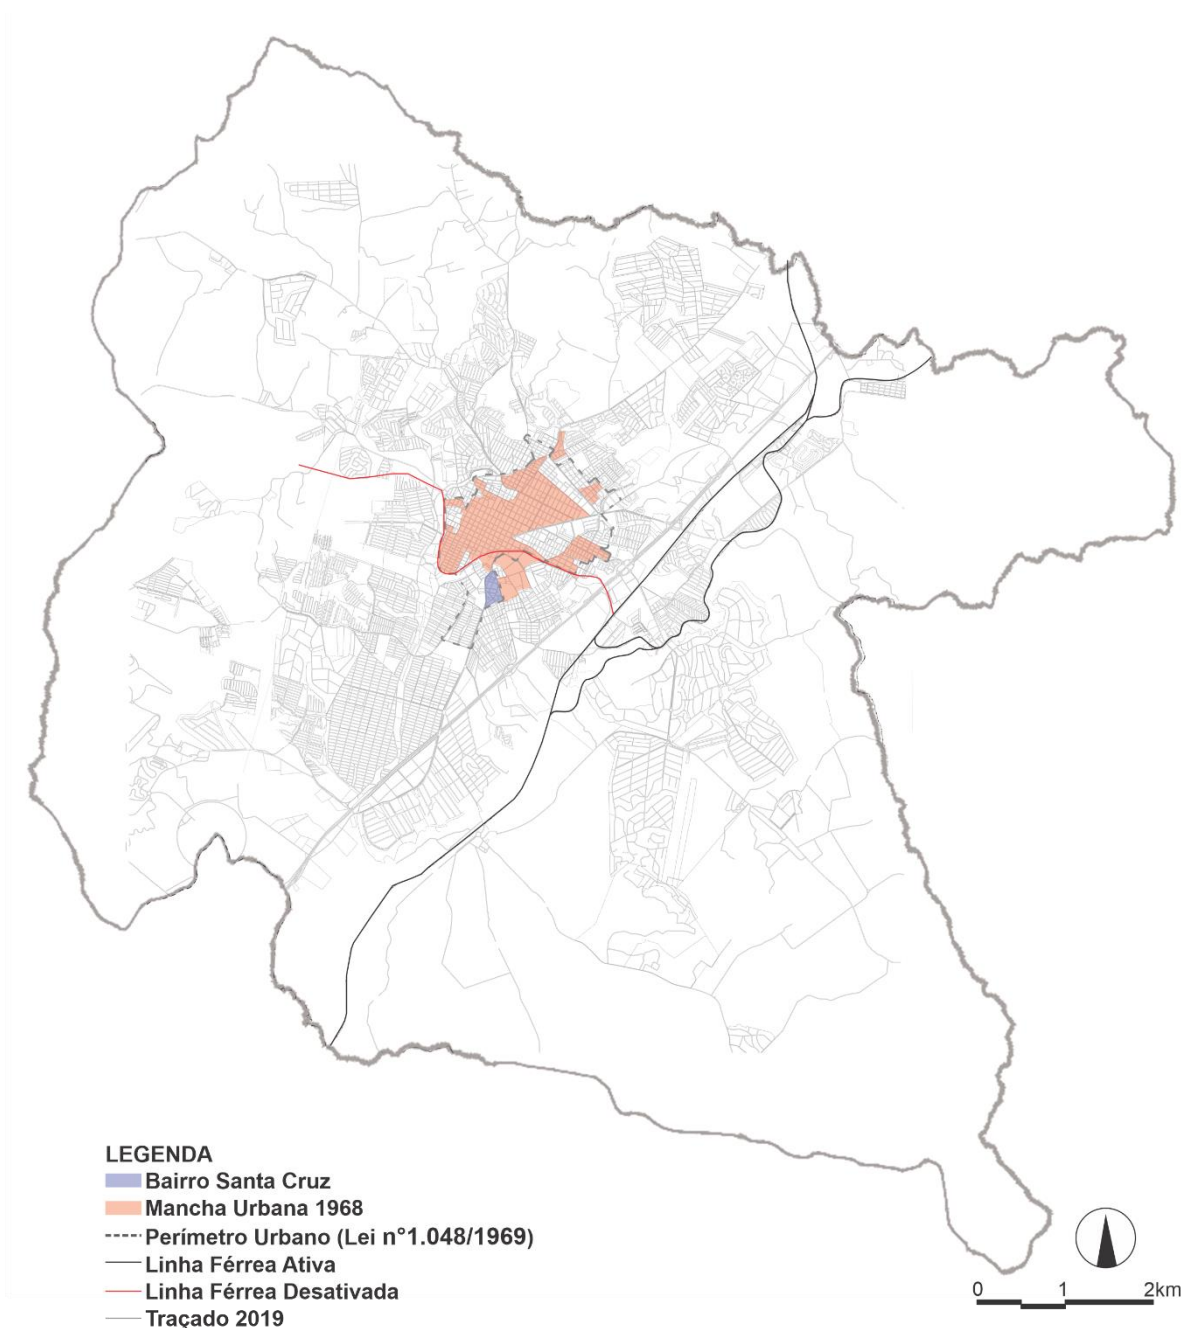 LEGENDA
Bairro Santa Cruz
Mancha Urbana 1968
Perímetro Urbano (Lei n°1.048/1969)
Linha Férrea Ativa
Linha Férrea Desativada
Traçado 2019
0 1 2km